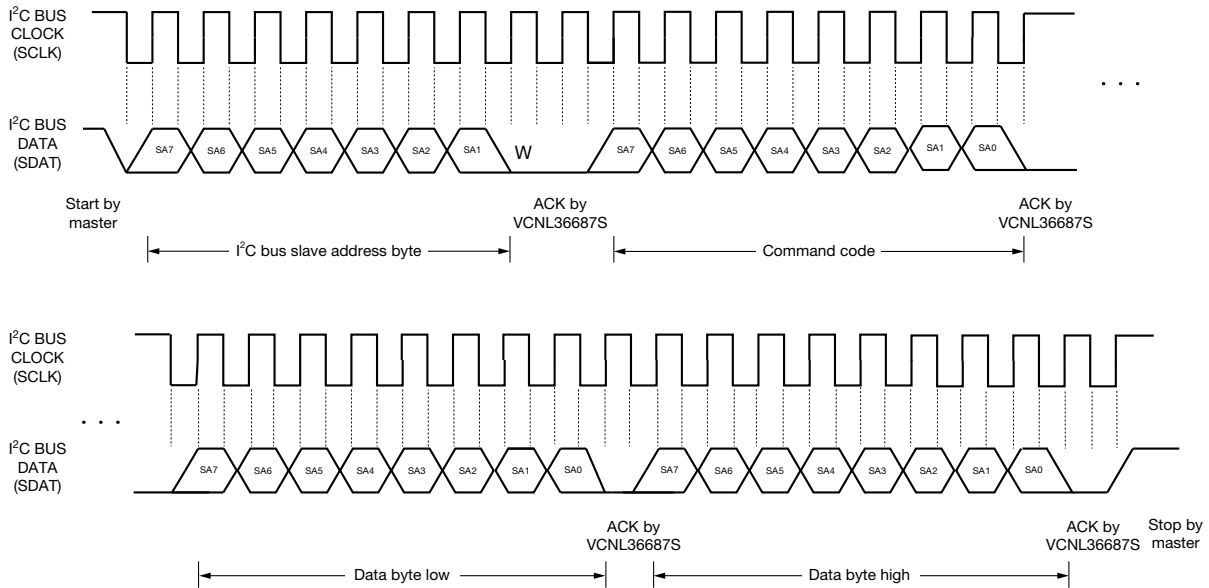 I²C BUS
CLOCK
(SCLK)
. . .
I²C BUS
DATA
(SDAT)
SA7 SA6 SA5 SA4 SA3 SA2 SA1 W SA7 SA6 SA5 SA4 SA3 SA2 SA1 SA0
Start by
master
ACK by
VCNL36687S
ACK by
VCNL36687S
I²C bus slave address byte
Command code
I²C BUS
CLOCK
(SCLK)
. . .
I²C BUS
DATA
(SDAT)
SA7 SA6 SA5 SA4 SA3 SA2 SA1 SA0 SA7 SA6 SA5 SA4 SA3 SA2 SA1 SA0
ACK by
VCNL36687S
ACK by
VCNL36687S
Stop by
master
Data byte low
Data byte high